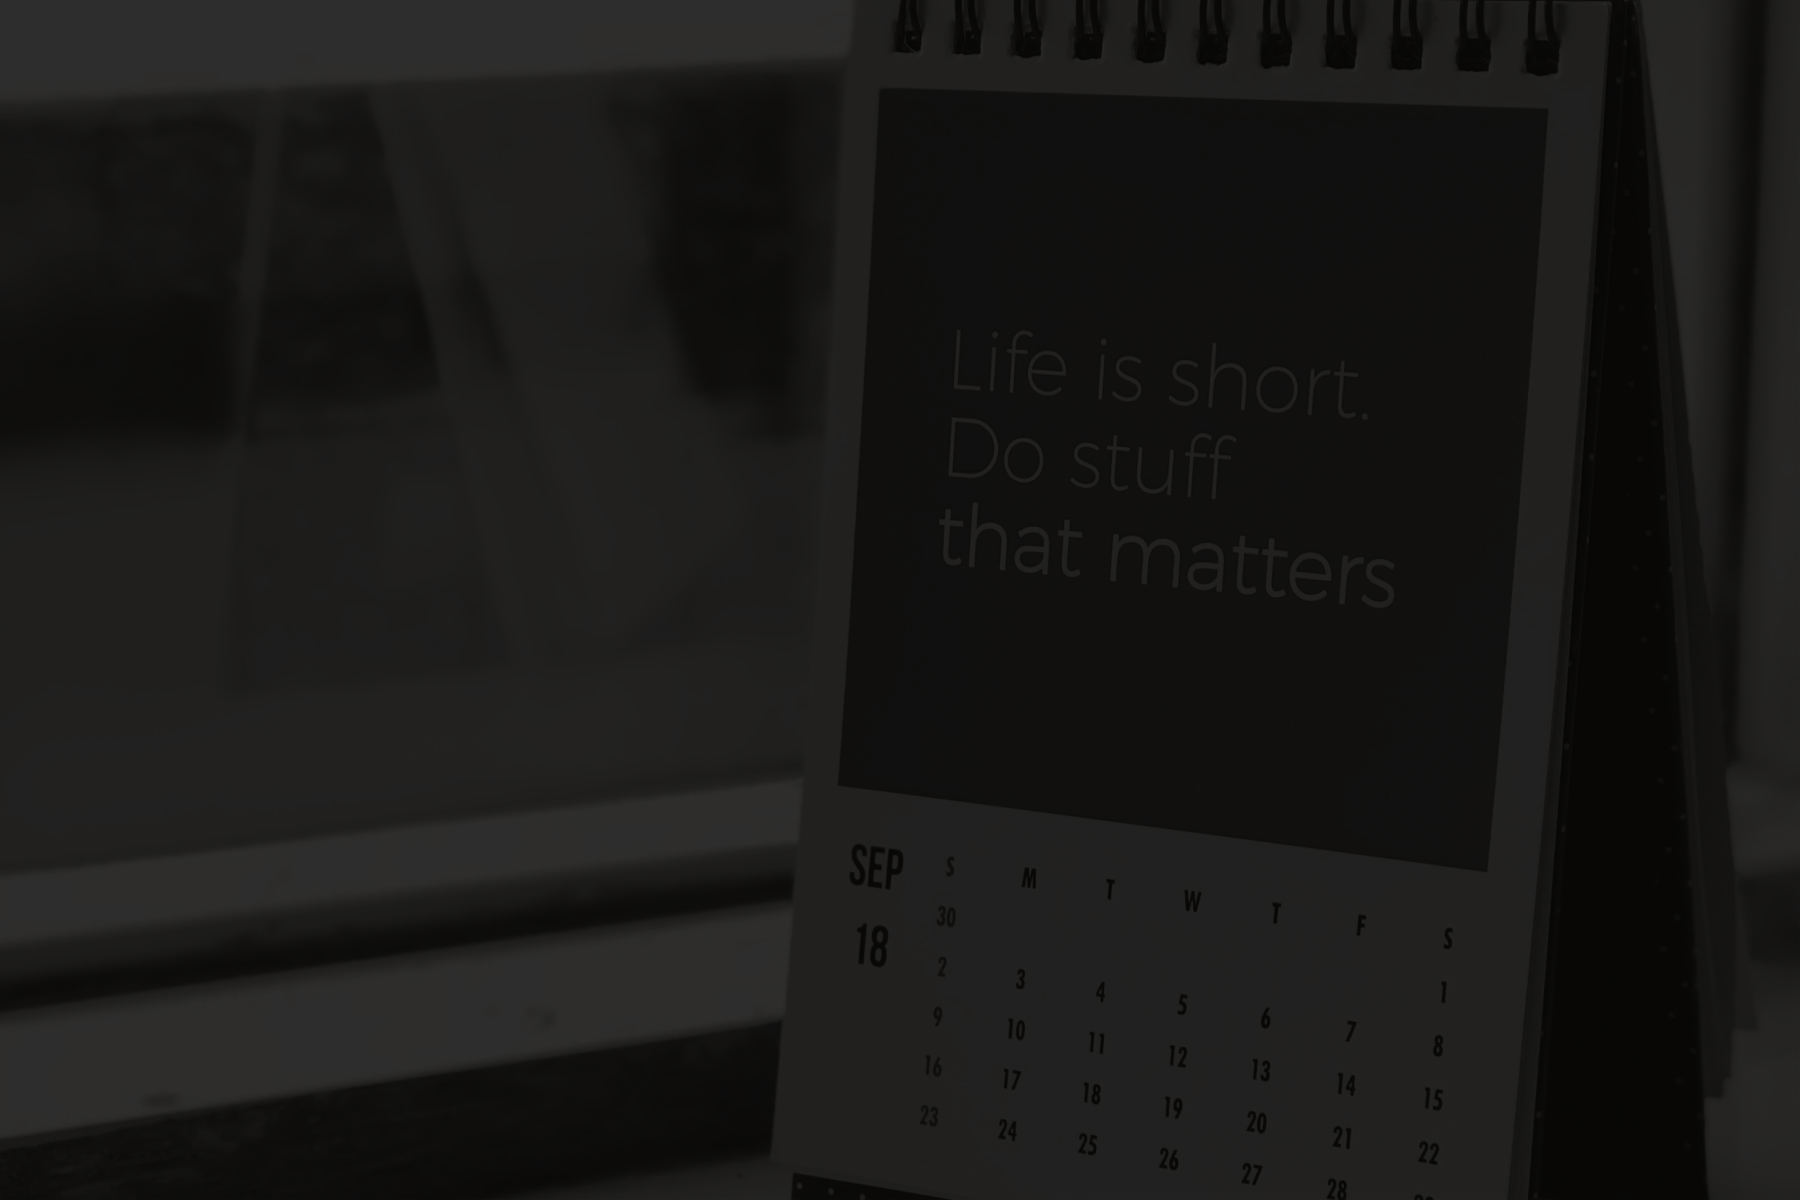 Life is short.
Do stuff
that matters
SEP
18
S M T W T F S
30 1
2 3 4 5 6 7 8
9 10 11 12 13 14 15
16 17 18 19 20 21 22
23 24 25 26 27 28